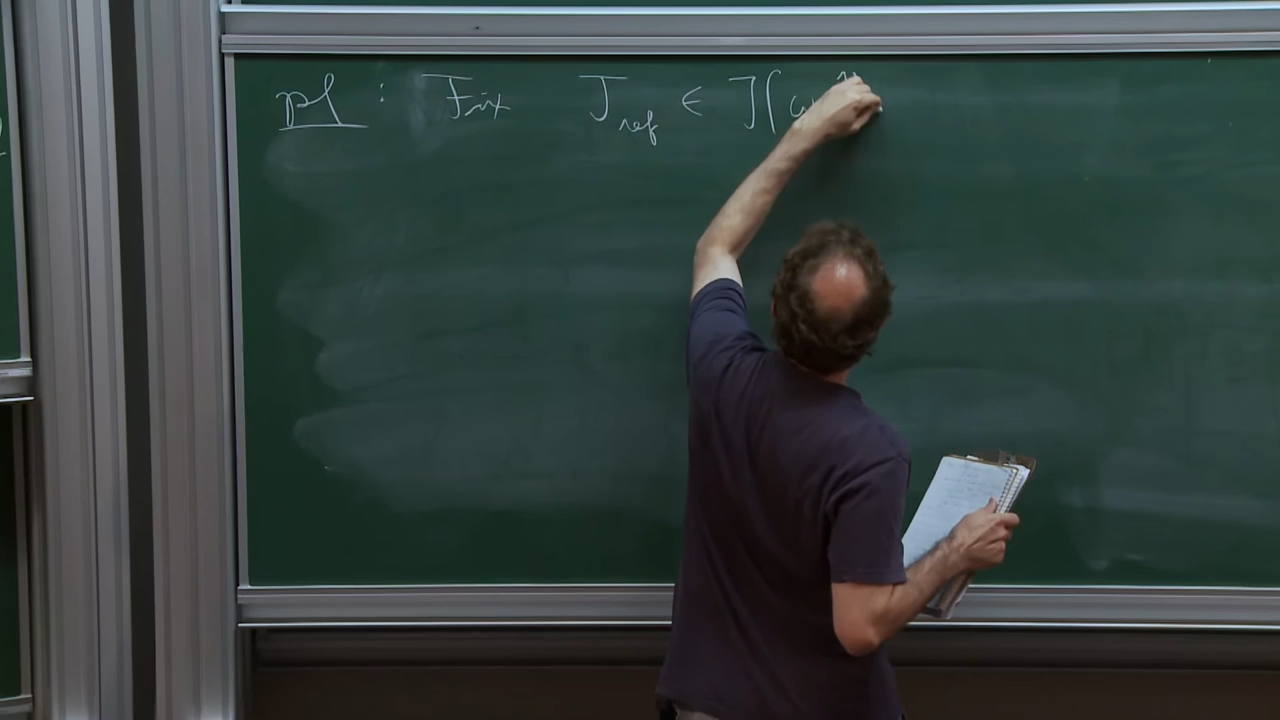 pf : Fix J_ref ∈ J(ω